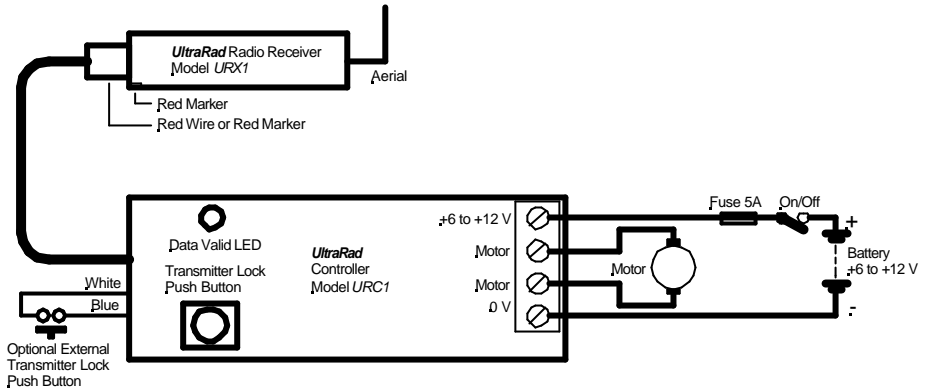 UltraRad Radio Receiver
Model URX1
Aerial
Red Marker
Red Wire or Red Marker
+6 to +12 V
Fuse 5A
On/Off
+
Data Valid LED
UltraRad
Controller
Model URC1
Motor
Motor
Battery
+6 to +12 V
Transmitter Lock
Push Button
Motor
0 V
-
White
Blue
Optional External
Transmitter Lock
Push Button